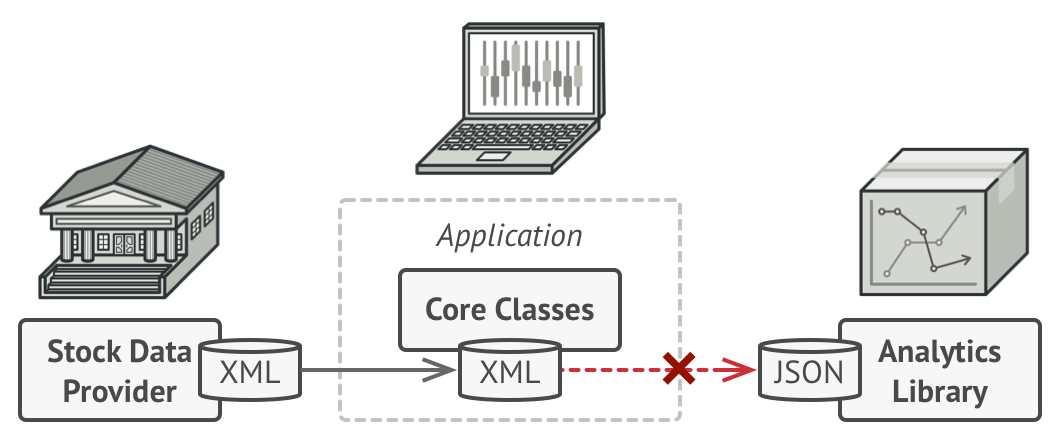 Application
Core Classes
Stock Data
Provider
XML
XML
JSON
Analytics
Library